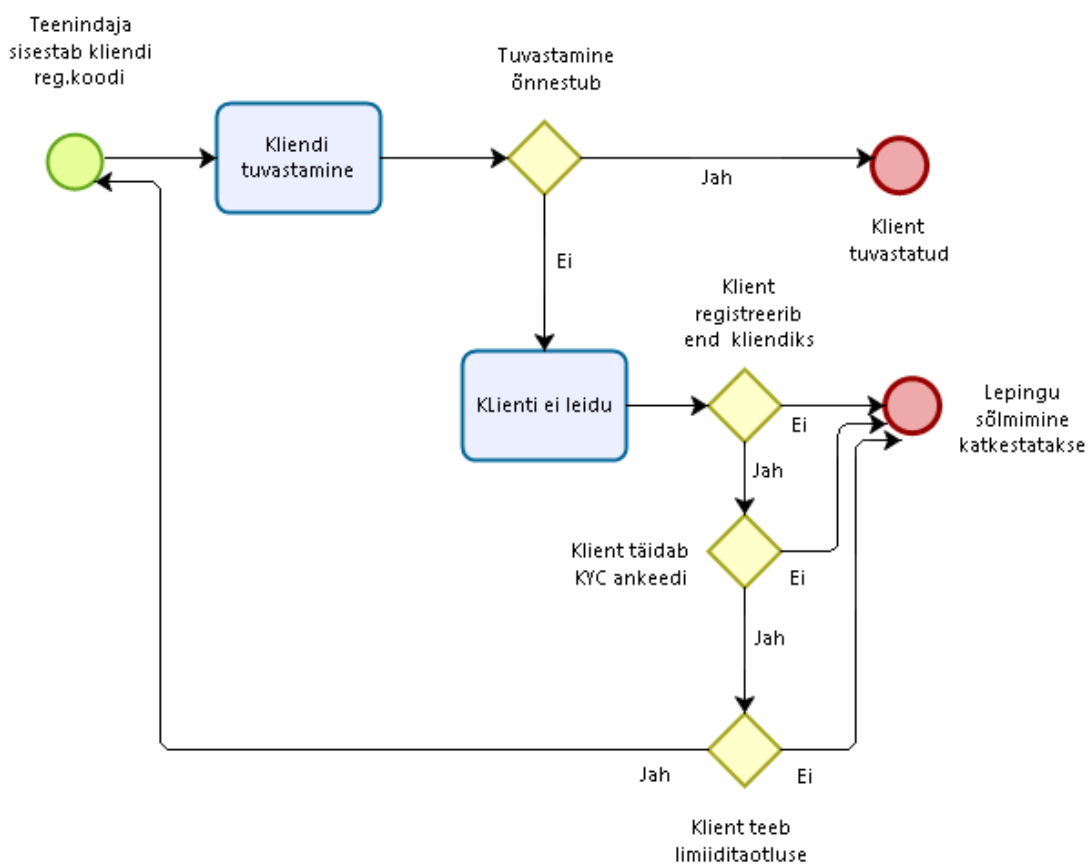 Teenindaja
sisestab kliendi
reg.koodi
Kliendi
tuvastamine
Tuvastamine
õnnestub
Jah
Klient
tuvastatud
Ei
KLienti ei leidu
Klient
registreerib
end kliendiks
Ei
Lepingu
sõlmimine
katkestatakse
Jah
Klient täidab
KYC ankeedi
Ei
Jah
Jah
Ei
Klient teeb
limiiditaotluse